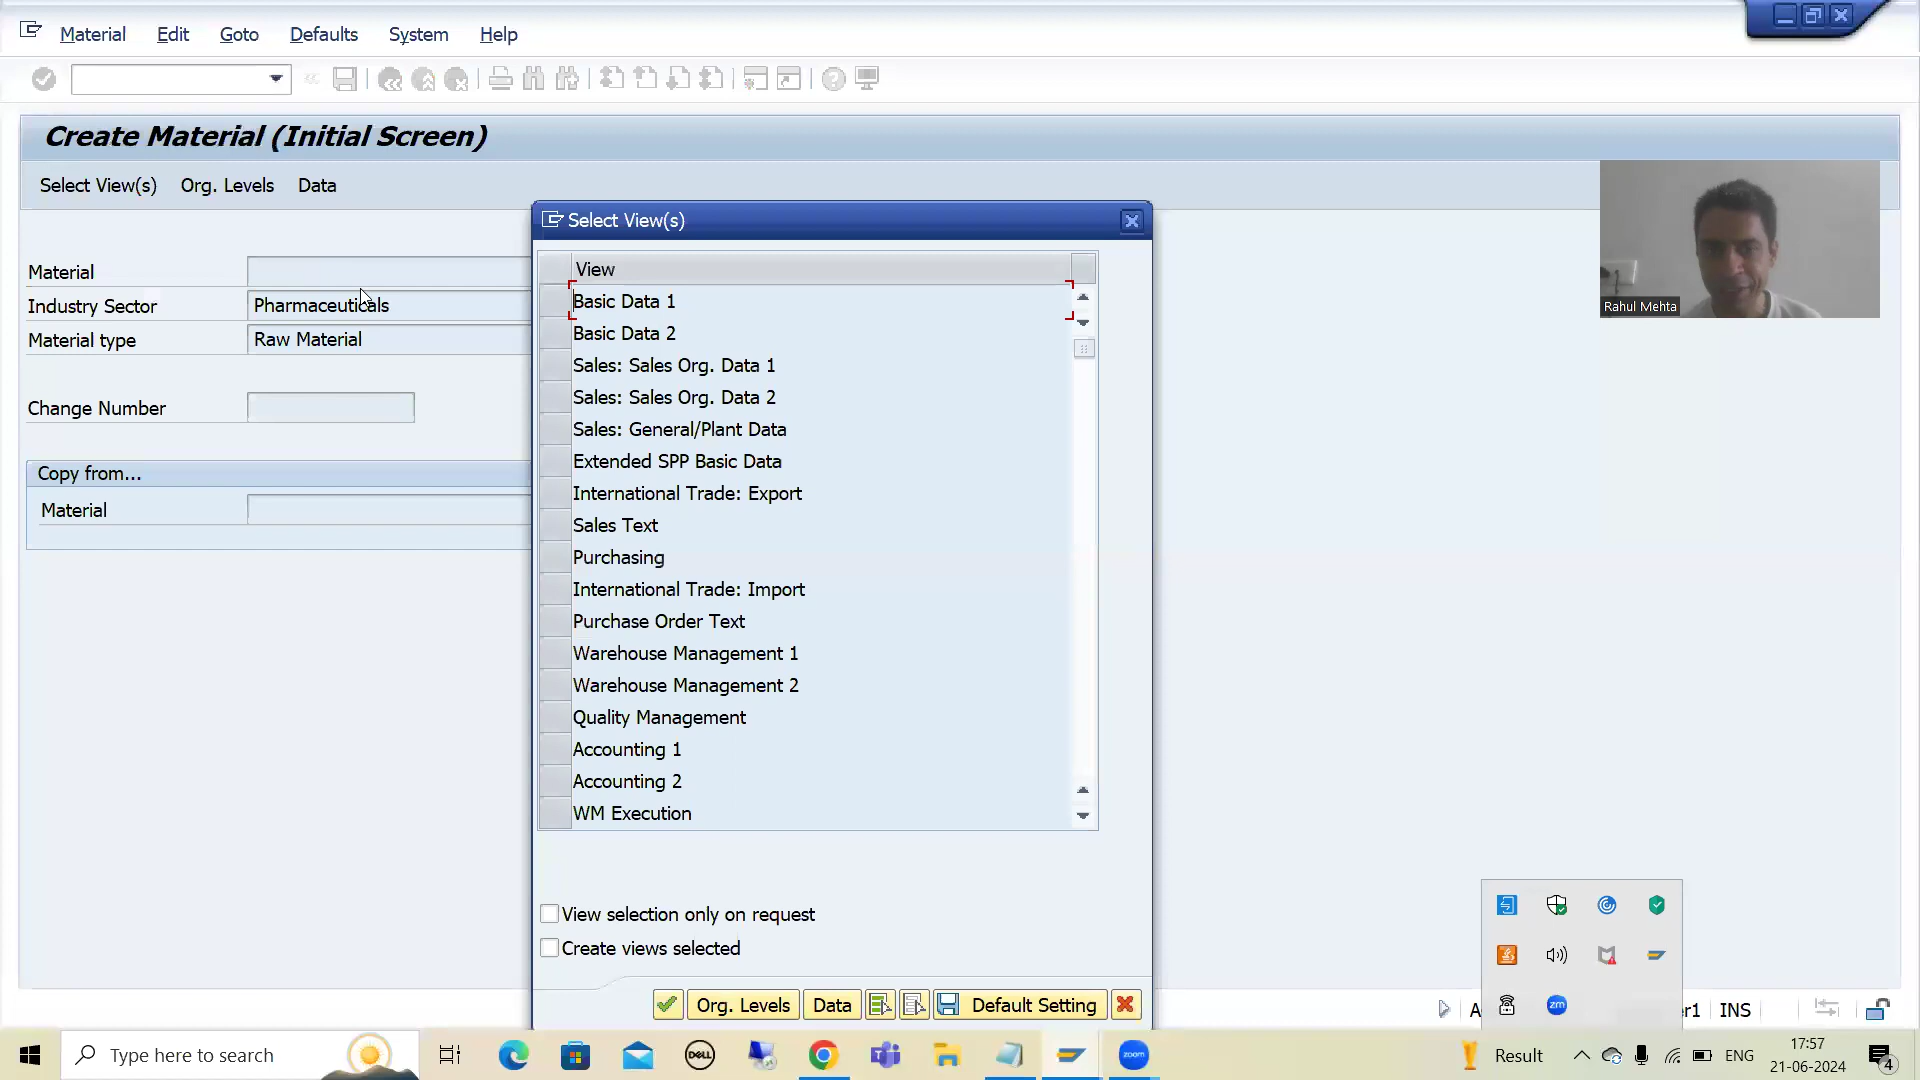 Material Edit Goto Defaults System Help
Create Material (Initial Screen)
Select View(s) Org. Levels Data
Material
Industry Sector Pharmaceuticals
Material type Raw Material
Change Number
Copy from...
Material
Select View(s)
View
Basic Data 1
Basic Data 2
Sales: Sales Org. Data 1
Sales: Sales Org. Data 2
Sales: General/Plant Data
Extended SPP Basic Data
International Trade: Export
Sales Text
Purchasing
International Trade: Import
Purchase Order Text
Warehouse Management 1
Warehouse Management 2
Quality Management
Accounting 1
Accounting 2
WM Execution
View selection only on request
Create views selected
Org. Levels Data Default Setting
Rahul Mehta
zm
A r1 INS
Type here to search
DELL
zoom
Result ENG
17:57
21-06-2024
4